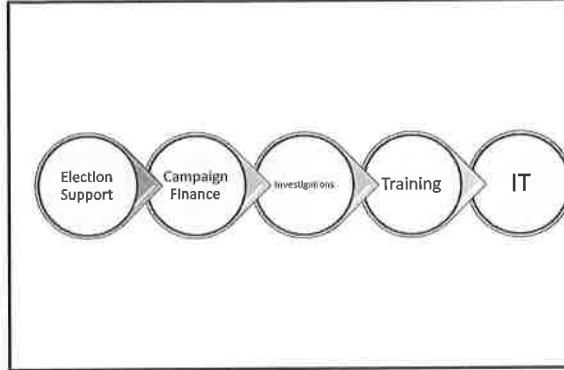 Election
Support
Campaign
Finance
Investigations
Training
IT